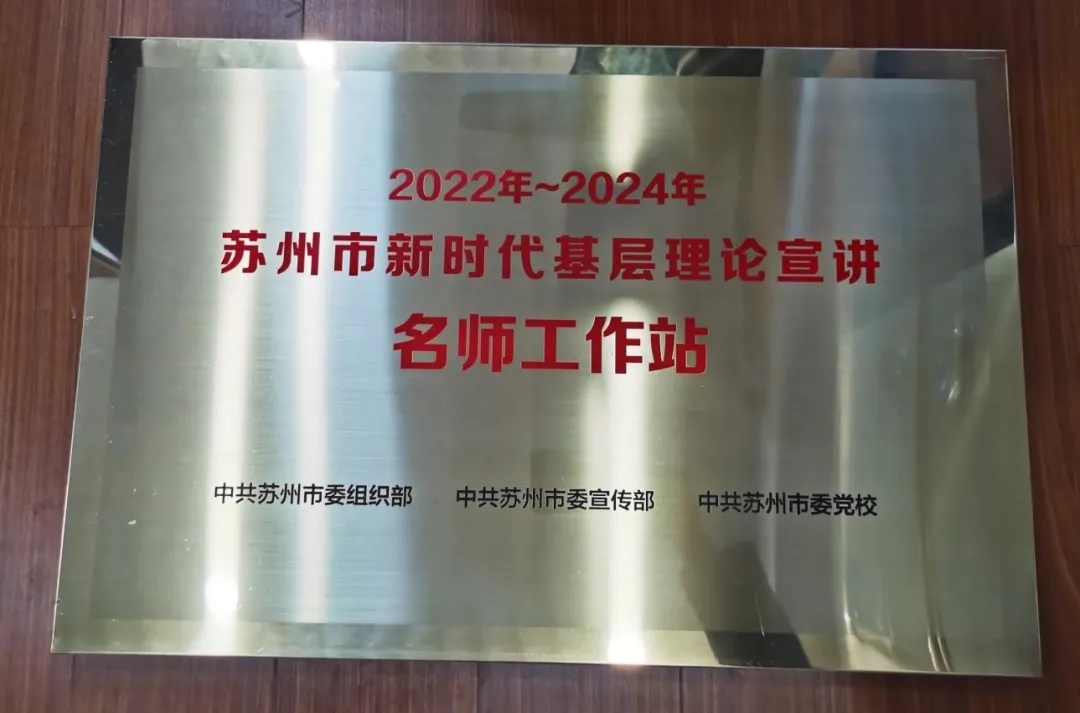 2022年~2024年
苏州市新时代基层理论宣讲
名师工作站
中共苏州市委组织部 中共苏州市委宣传部 中共苏州市委党校